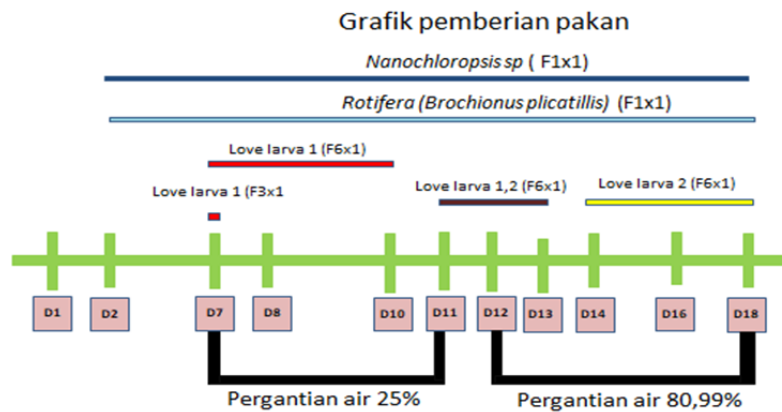 Grafik pemberian pakan
Nanochloropsis sp ( F1x1)
Rotifera (Brochionus plicatillis) (F1x1)
Love larva 1 (F6x1)
Love larva 1 (F3x1
Love larva 1,2 (F6x1)
Love larva 2 (F6x1)
D1 D2 D7 D8 D10 D11 D12 D13 D14 D16 D18
Pergantian air 25%
Pergantian air 80,99%